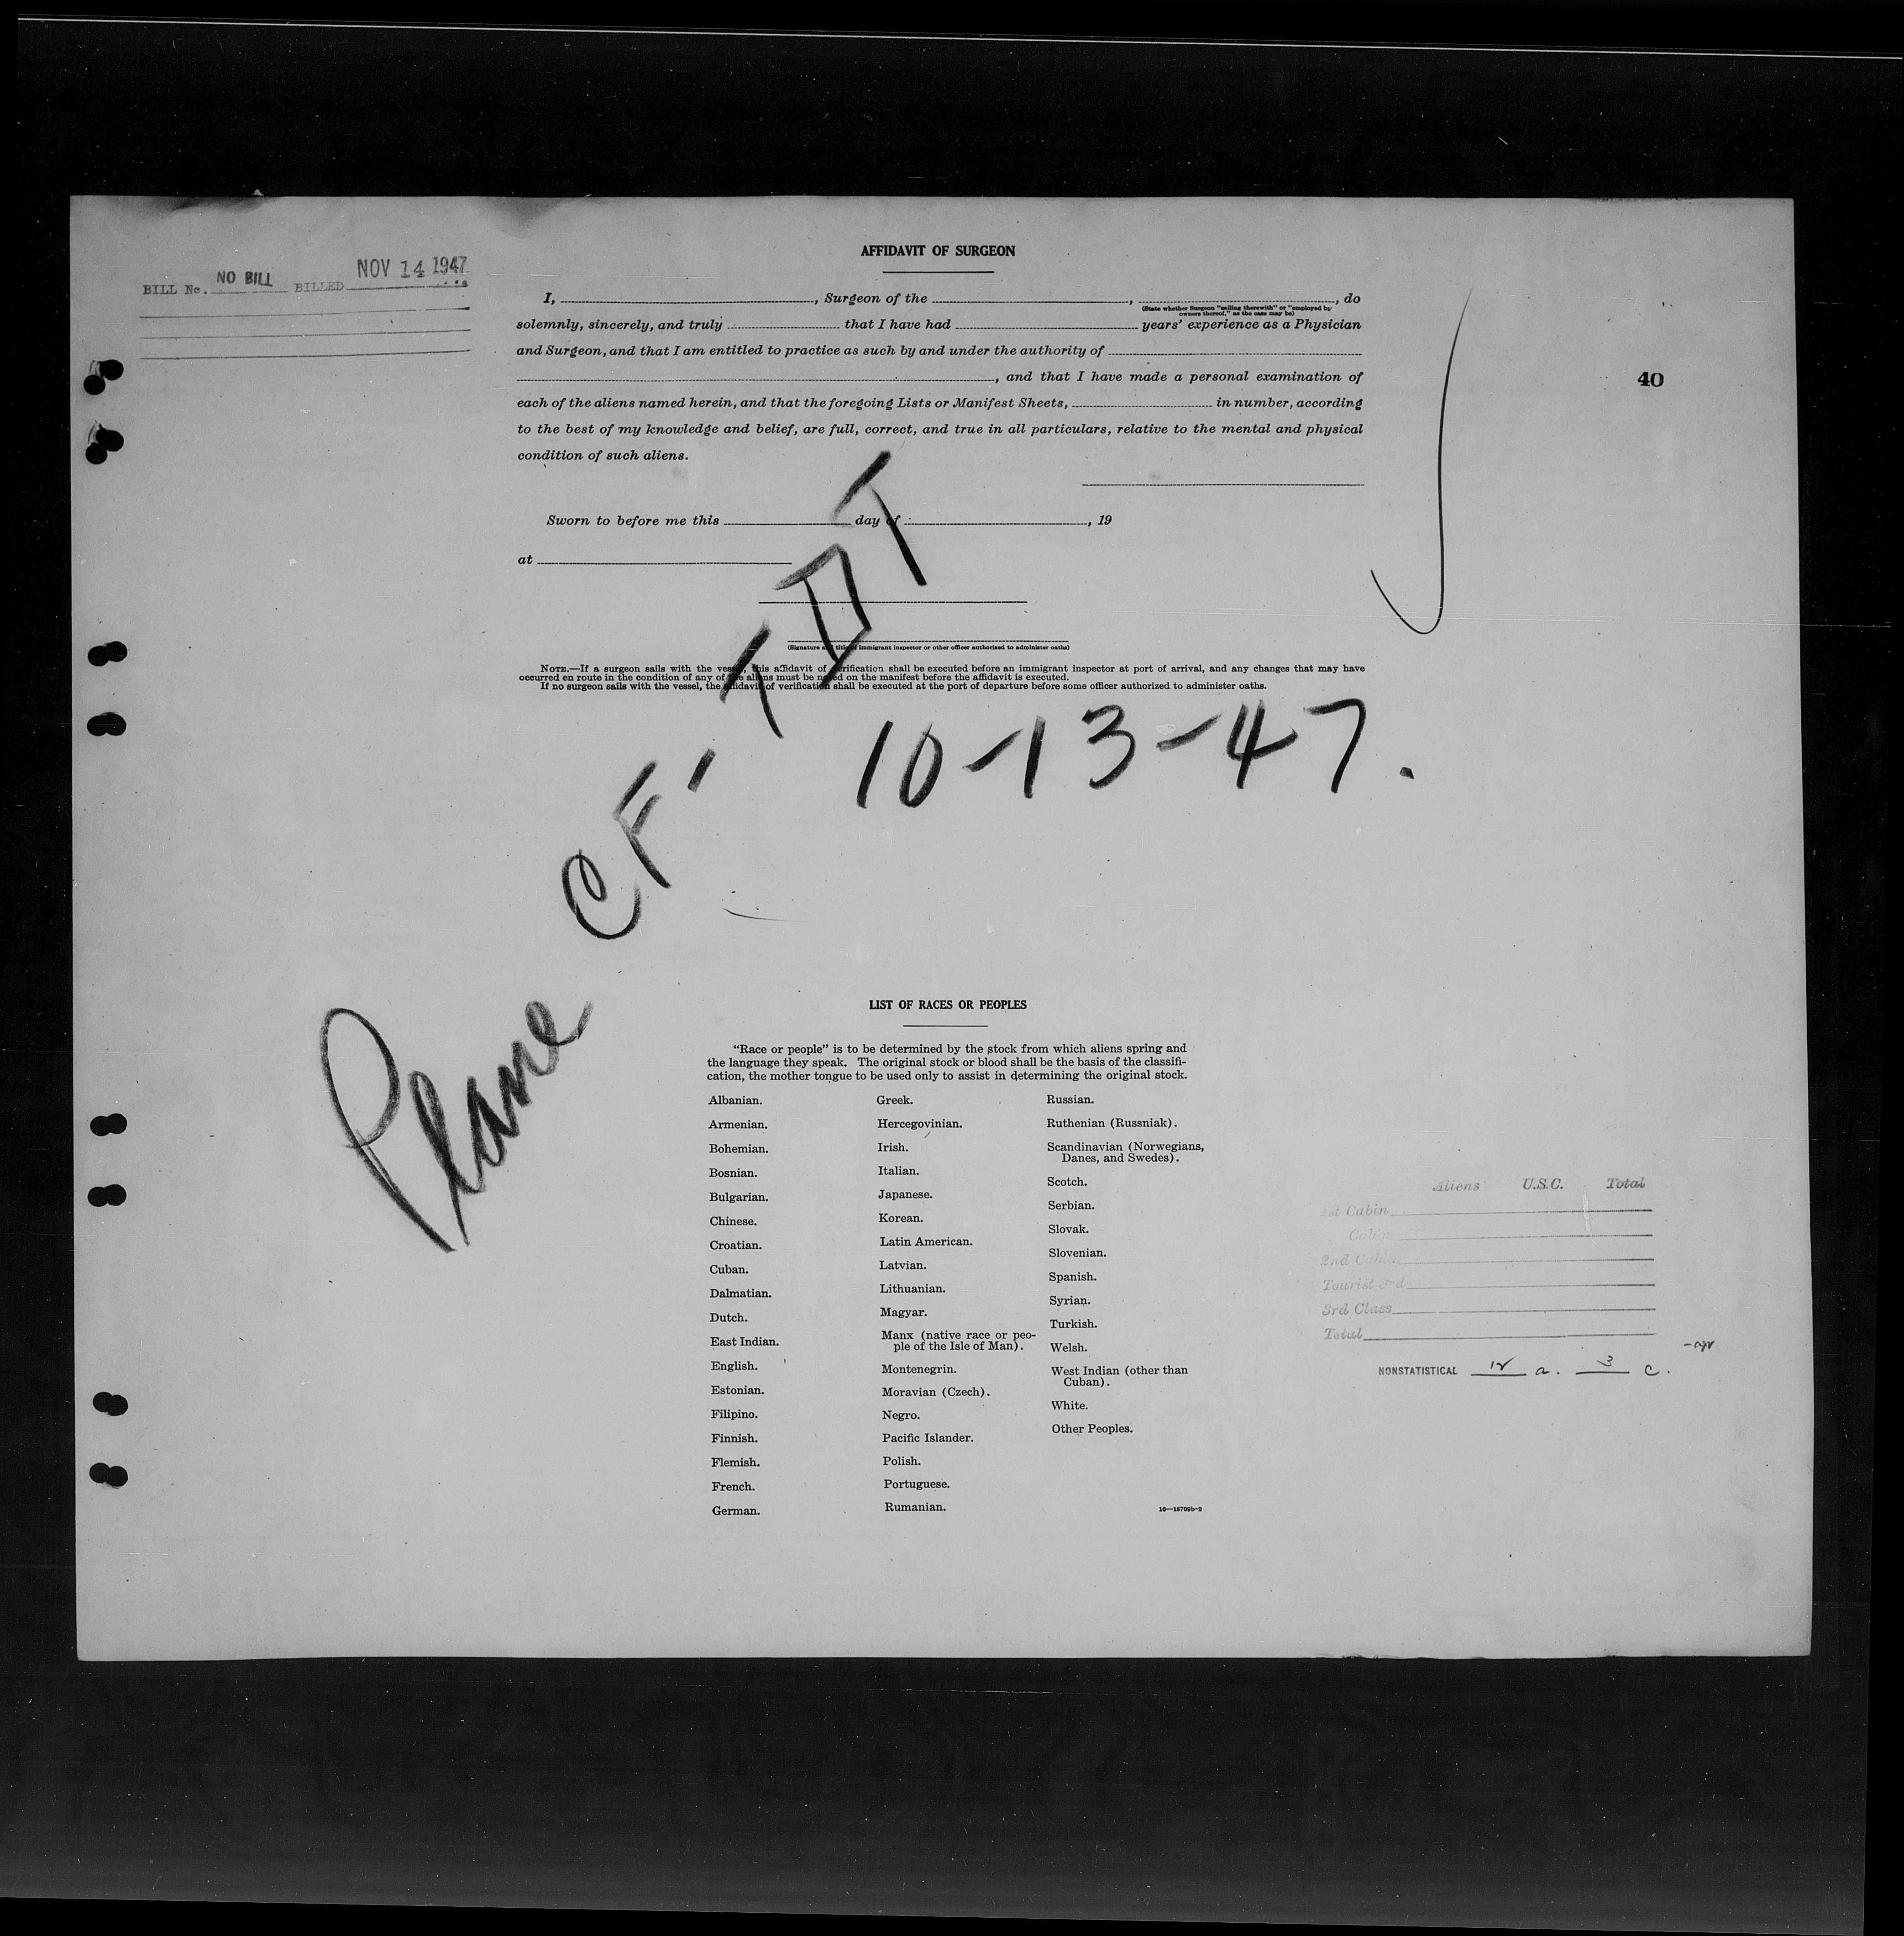 AFFIDAVIT OF SURGEON
BILL No. NO BILL BILLED NOV 14 1947
I, , Surgeon of the , , do
(State whether Surgeon "sailing therewith" or "employed by
owners thereof," as the case may be)
solemnly, sincerely, and truly that I have had years' experience as a Physician
and Surgeon, and that I am entitled to practice as such by and under the authority of
, and that I have made a personal examination of
40
each of the aliens named herein, and that the foregoing Lists or Manifest Sheets, in number, according
to the best of my knowledge and belief, are full, correct, and true in all particulars, relative to the mental and physical
condition of such aliens.
Sworn to before me this day of , 19
at
(Signature and title of immigrant inspector or other officer authorized to administer oaths)
NOTE.—If a surgeon sails with the vessel, this affidavit of verification shall be executed before an immigrant inspector at port of arrival, and any changes that may have
occurred en route in the condition of any of the aliens must be noted on the manifest before the affidavit is executed.
If no surgeon sails with the vessel, the affidavit of verification shall be executed at the port of departure before some officer authorized to administer oaths.
Plane CF-TDT
10-13-47.
LIST OF RACES OR PEOPLES
"Race or people" is to be determined by the stock from which aliens spring and
the language they speak. The original stock or blood shall be the basis of the classifi-
cation, the mother tongue to be used only to assist in determining the original stock.
Albanian.
Armenian.
Bohemian.
Bosnian.
Bulgarian.
Chinese.
Croatian.
Cuban.
Dalmatian.
Dutch.
East Indian.
English.
Estonian.
Filipino.
Finnish.
Flemish.
French.
German.
Greek.
Hercegovinian.
Irish.
Italian.
Japanese.
Korean.
Latin American.
Latvian.
Lithuanian.
Magyar.
Manx (native race or peo-
ple of the Isle of Man).
Montenegrin.
Moravian (Czech).
Negro.
Pacific Islander.
Polish.
Portuguese.
Rumanian.
Russian.
Ruthenian (Russniak).
Scandinavian (Norwegians,
Danes, and Swedes).
Scotch.
Serbian.
Slovak.
Slovenian.
Spanish.
Syrian.
Turkish.
Welsh.
West Indian (other than
Cuban).
White.
Other Peoples.
16—18709b-2
Aliens U.S.C. Total
1st Cabin
Cabin
2nd Cabin
Tourist 3rd
3rd Class
Total
NONSTATISTICAL 12 a. 3 c.